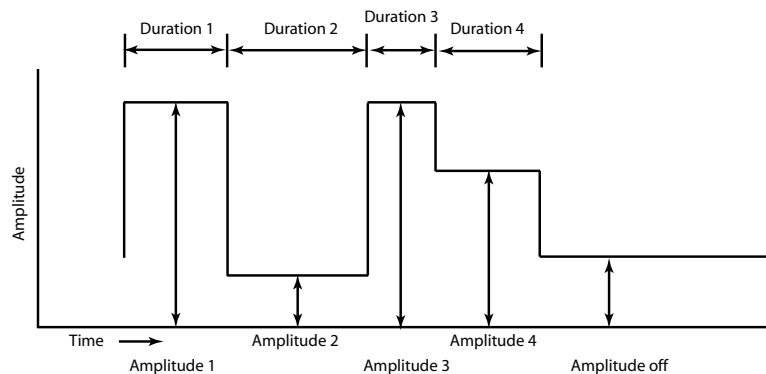 Duration 1
Duration 2
Duration 3
Duration 4
Amplitude
Time
Amplitude 2
Amplitude 4
Amplitude 1
Amplitude 3
Amplitude off